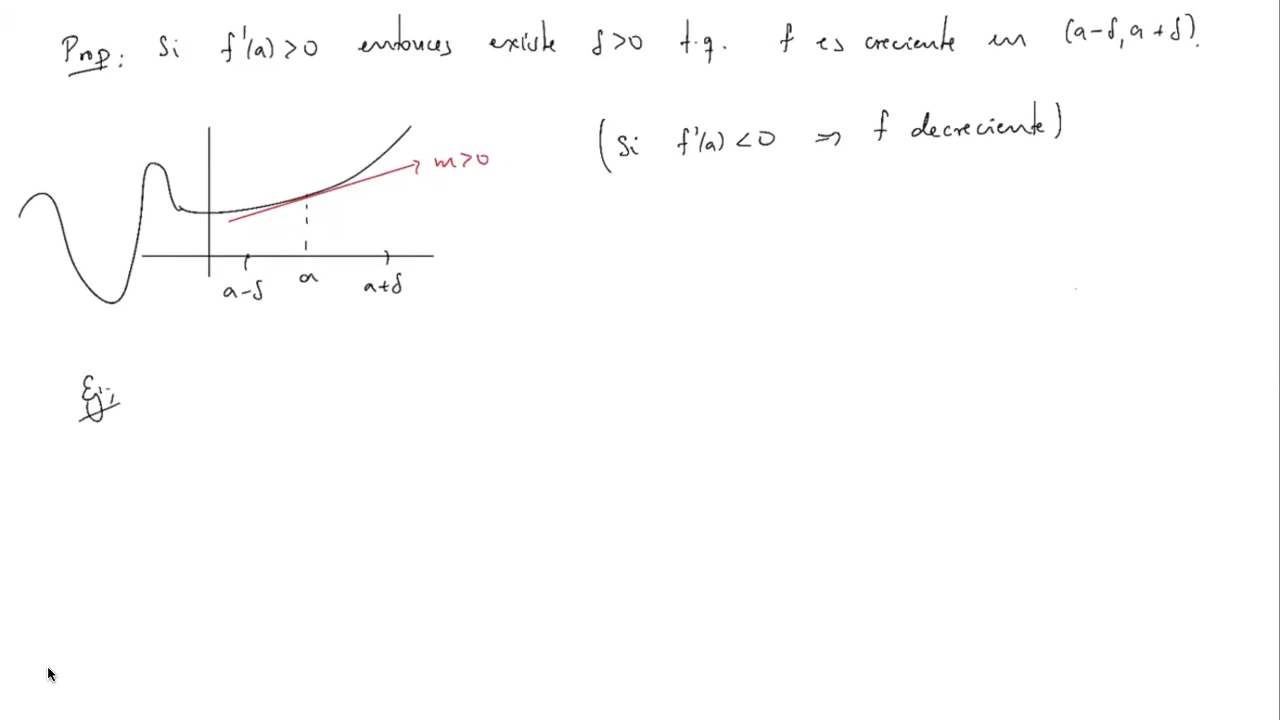 Prop: Si f'(a)>0 entonces existe δ>0 t.q. f es creciente en (a-δ, a+δ).
(Si f'(a)<0 ⇒ f decreciente)
m>0
a-δ a a+δ
Ej: